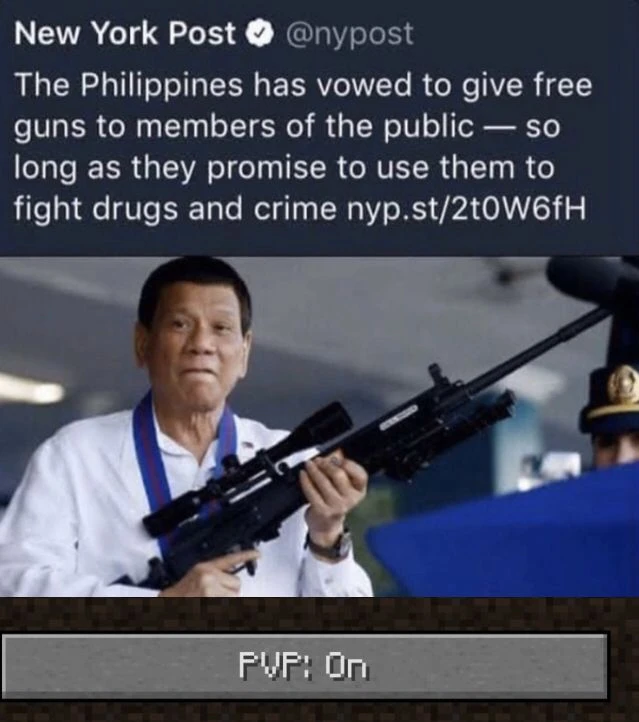 New York Post @nypost
The Philippines has vowed to give free
guns to members of the public — so
long as they promise to use them to
fight drugs and crime nyp.st/2t0W6fH
PVP: On